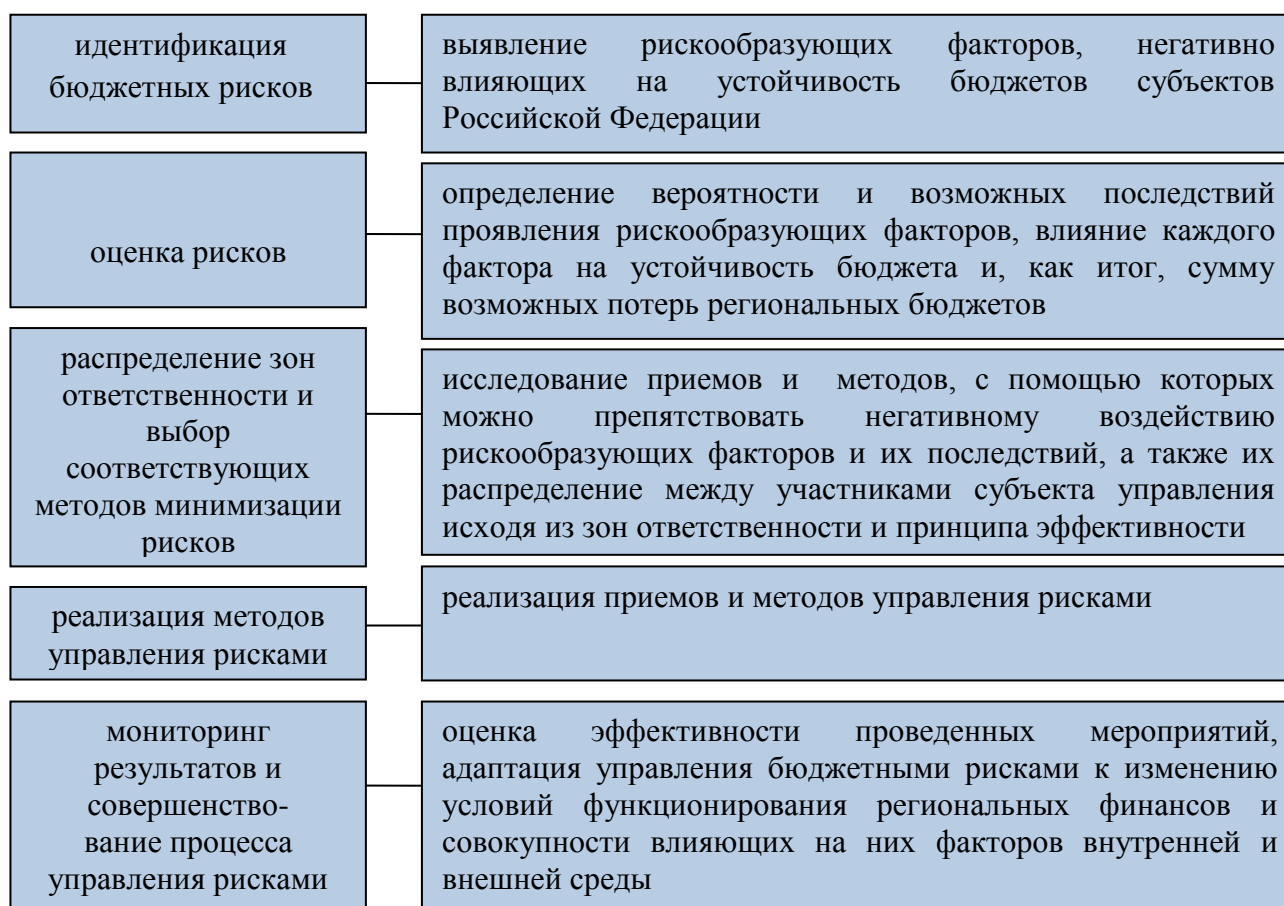 идентификация
бюджетных рисков
выявление рискообразующих факторов, негативно
влияющих на устойчивость бюджетов субъектов
Российской Федерации
оценка рисков
определение вероятности и возможных последствий
проявления рискообразующих факторов, влияние каждого
фактора на устойчивость бюджета и, как итог, сумму
возможных потерь региональных бюджетов
распределение зон
ответственности и
выбор
соответствующих
методов минимизации
рисков
исследование приемов и методов, с помощью которых
можно препятствовать негативному воздействию
рискообразующих факторов и их последствий, а также их
распределение между участниками субъекта управления
исходя из зон ответственности и принципа эффективности
реализация методов
управления рисками
реализация приемов и методов управления рисками
мониторинг
результатов и
совершенство-
вание процесса
управления рисками
оценка эффективности проведенных мероприятий,
адаптация управления бюджетными рисками к изменению
условий функционирования региональных финансов и
совокупности влияющих на них факторов внутренней и
внешней среды